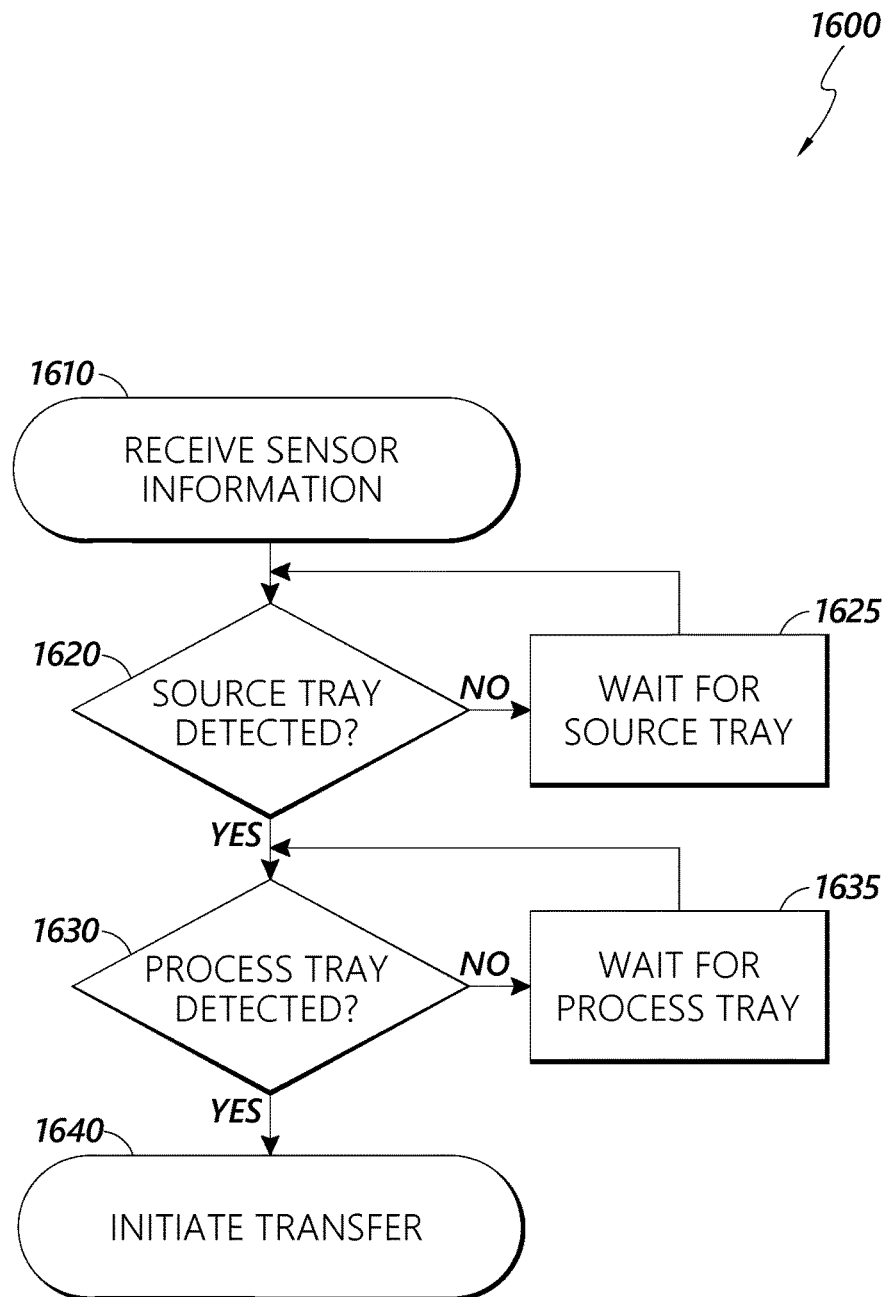 1600
1610
RECEIVE SENSOR
INFORMATION
1620
SOURCE TRAY
DETECTED?
NO
1625
WAIT FOR
SOURCE TRAY
YES
1630
PROCESS TRAY
DETECTED?
NO
1635
WAIT FOR
PROCESS TRAY
YES
1640
INITIATE TRANSFER